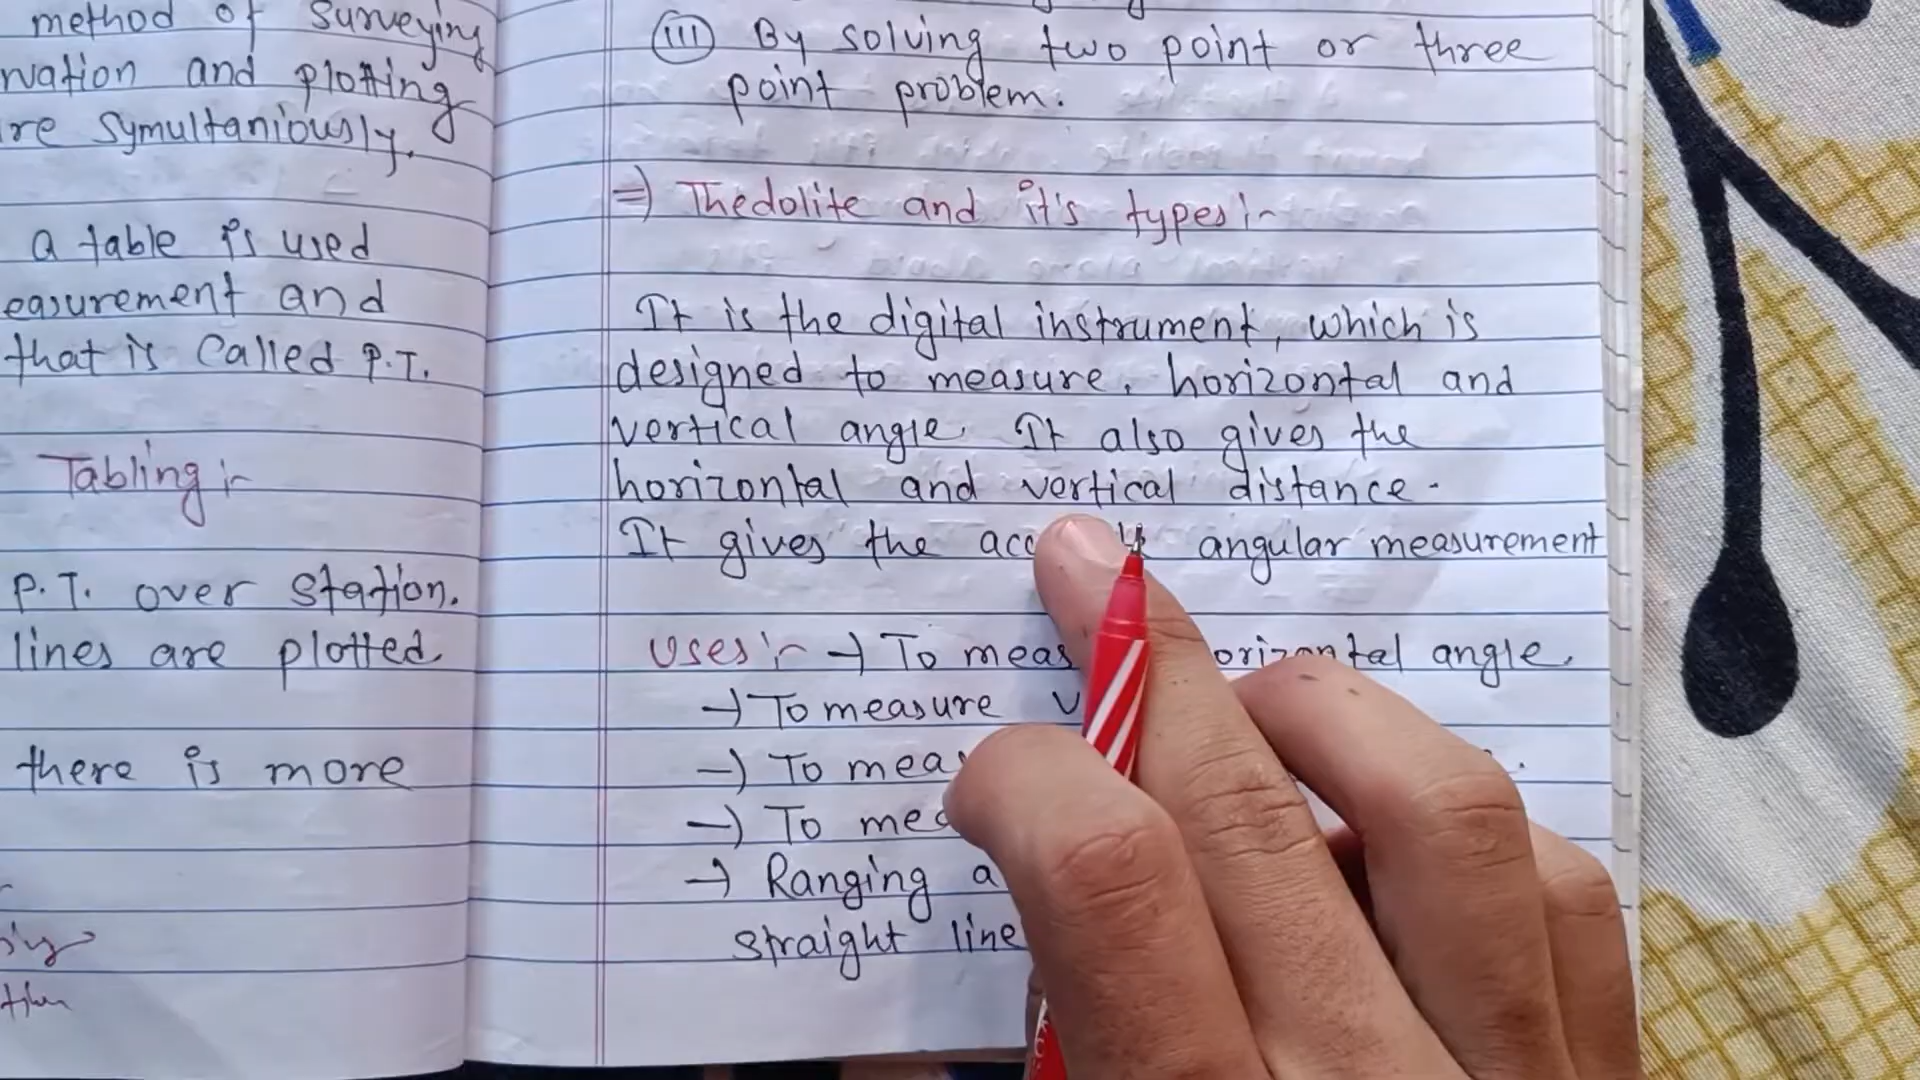 method of surveying
and plotting
re symultaniously.
a table is used
easurement and
that is called P.T.
Tabling :-
P.T. over station.
lines are plotted
there is more
(III) By solving two point or three
point problem.
=) Thedolite and it's types :-
It is the digital instrument, which is
designed to measure, horizontal and
vertical angle. It also gives the
horizontal and vertical distance.
It gives the angular measurement
Uses :- → To meas orizontal angle.
→ To measure v
→ To mea
→ To mea
→ Ranging a
straight line